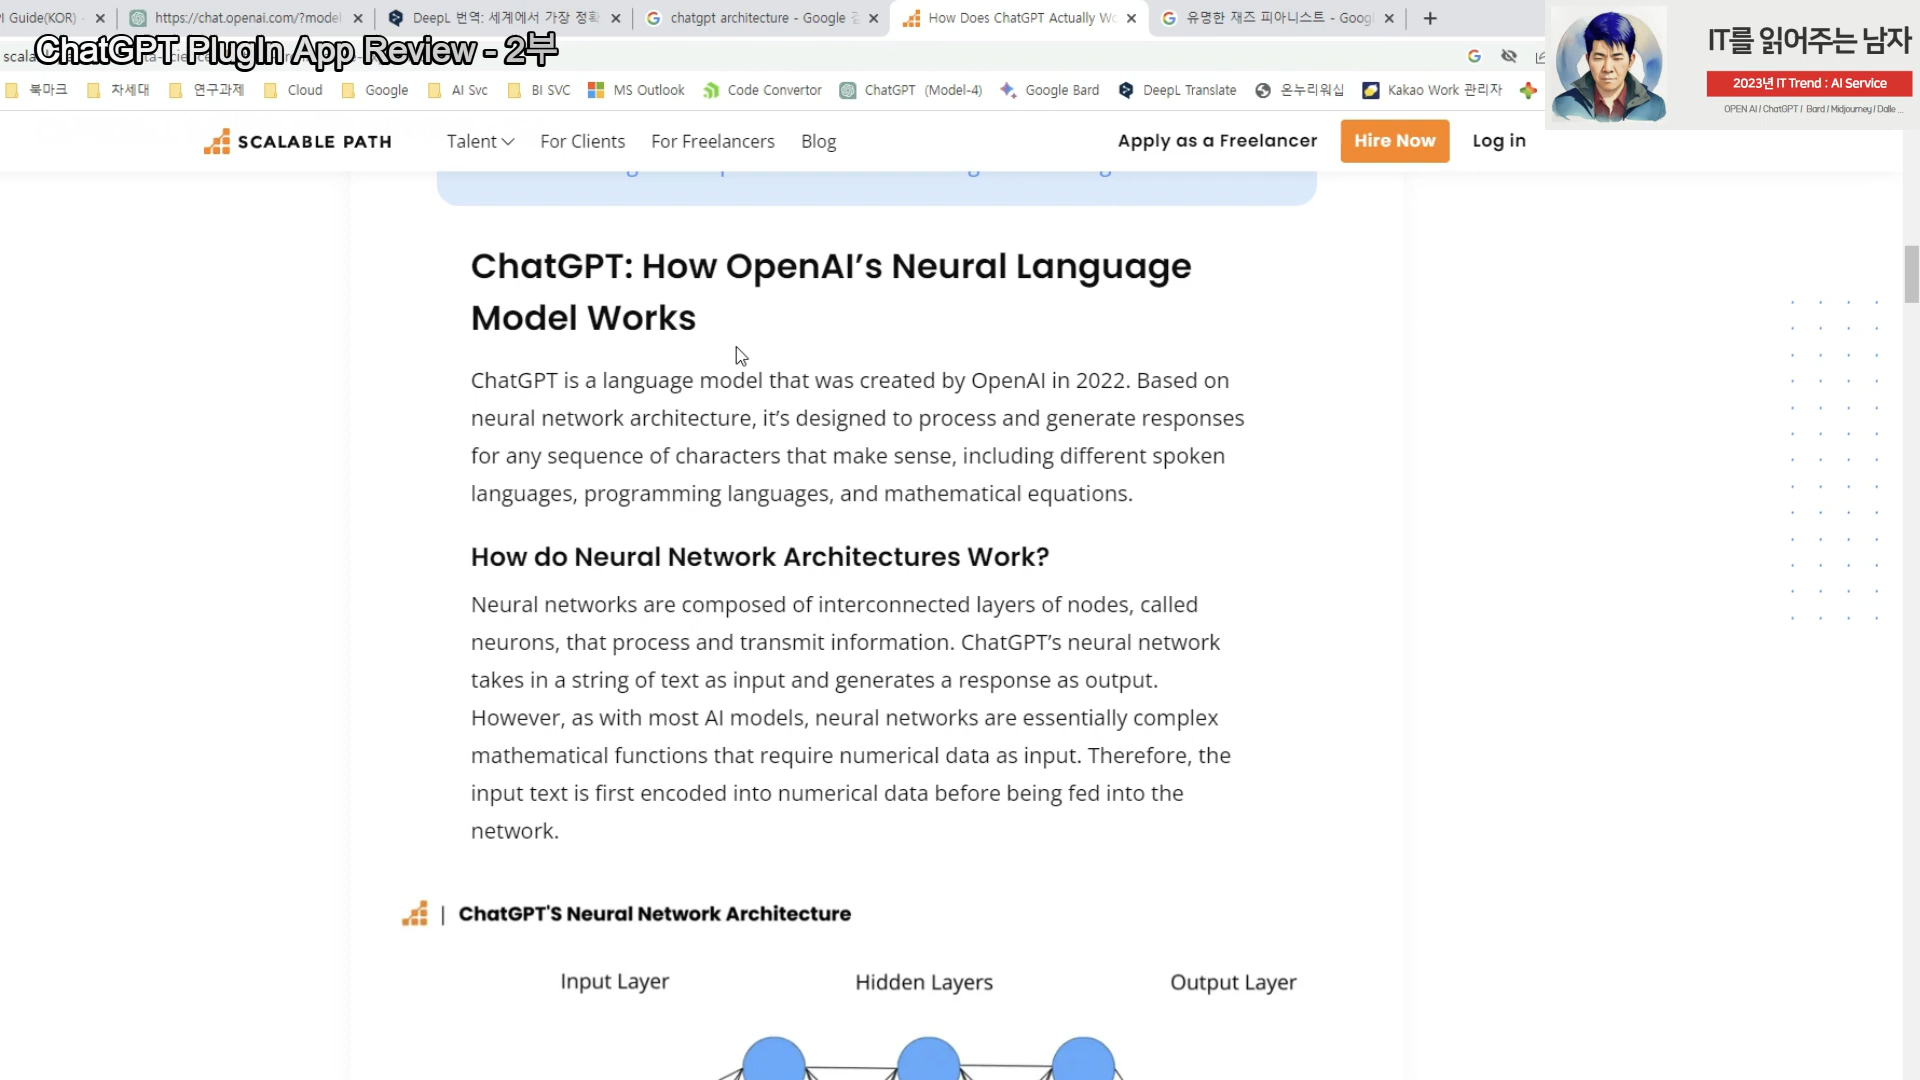 I Guide(KOR) -
https://chat.openai.com/?model
DeepL 번역: 세계에서 가장 정확
chatgpt architecture - Google
How Does ChatGPT Actually Wo
유명한 재즈 피아니스트 - Goog
ChatGPT PlugIn App Review - 2부
IT를 읽어주는 남자
2023년 IT Trend : AI Service
OPEN AI / ChatGPT / Bard / Midjourney / Dalle ...
북마크 차세대 연구과제 Cloud Google AI Svc BI SVC MS Outlook Code Convertor ChatGPT (Model-4) Google Bard DeepL Translate 온누리워십 Kakao Work 관리자
SCALABLE PATH Talent For Clients For Freelancers Blog Apply as a Freelancer Hire Now Log in
ChatGPT: How OpenAI’s Neural Language
Model Works
ChatGPT is a language model that was created by OpenAI in 2022. Based on
neural network architecture, it’s designed to process and generate responses
for any sequence of characters that make sense, including different spoken
languages, programming languages, and mathematical equations.
How do Neural Network Architectures Work?
Neural networks are composed of interconnected layers of nodes, called
neurons, that process and transmit information. ChatGPT’s neural network
takes in a string of text as input and generates a response as output.
However, as with most AI models, neural networks are essentially complex
mathematical functions that require numerical data as input. Therefore, the
input text is first encoded into numerical data before being fed into the
network.
| ChatGPT'S Neural Network Architecture
Input Layer Hidden Layers Output Layer